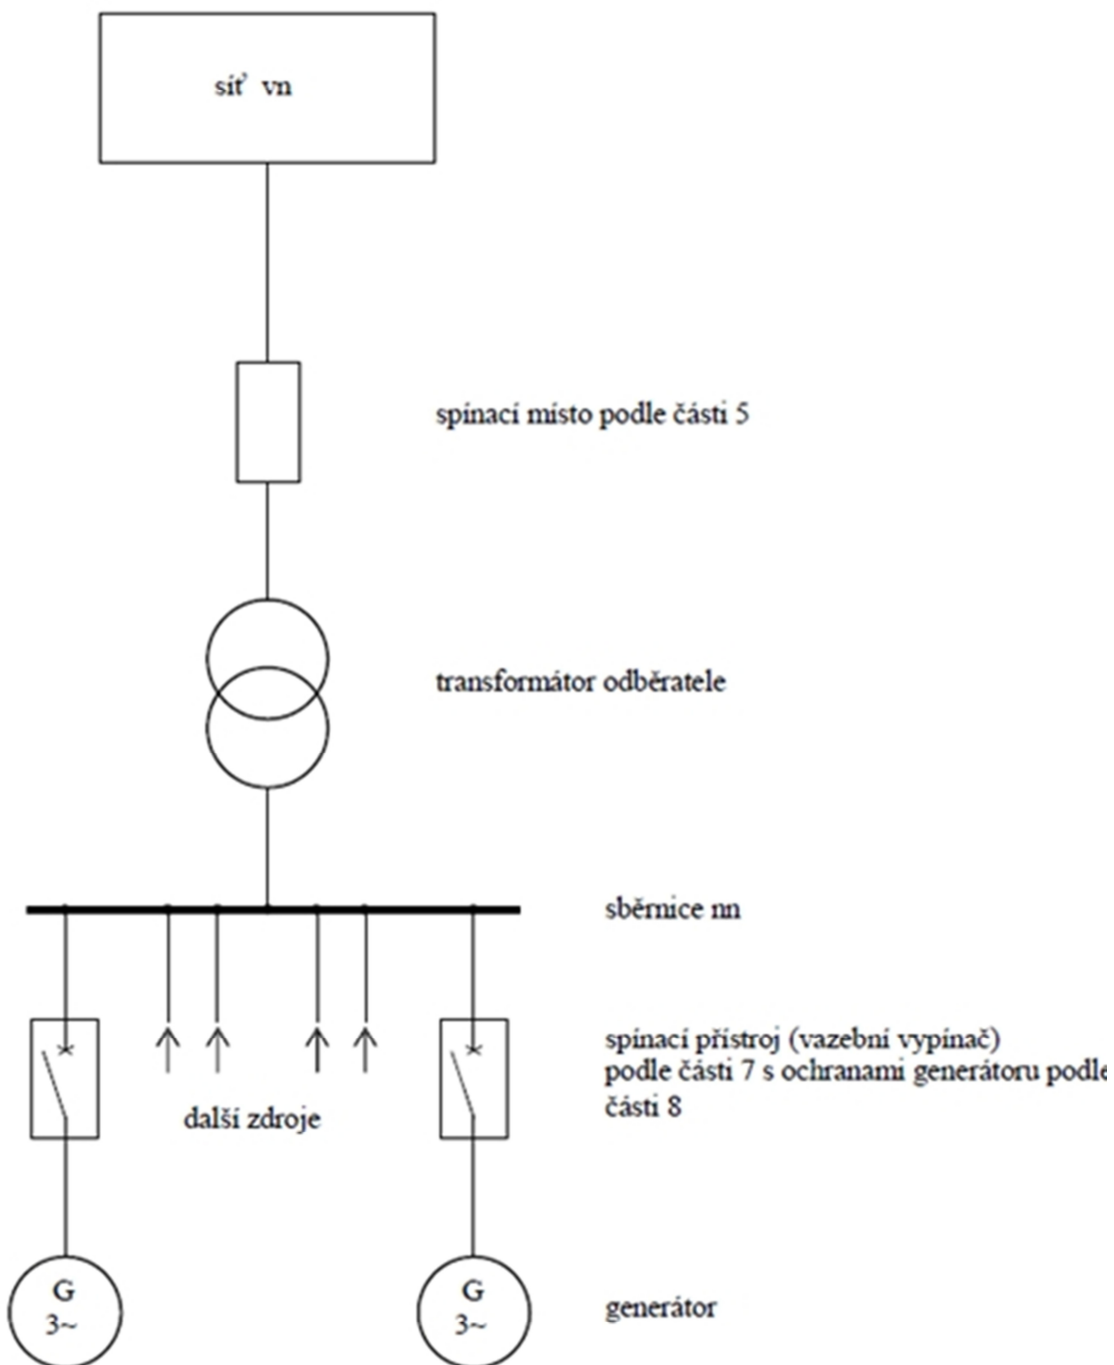 síť vn
spínací místo podle části 5
transformátor odběratele
sběrnice nn
spínací přístroj (vazební vypínač)
podle části 7 s ochranami generátoru podle
části 8
další zdroje
G
3~
G
3~
generátor